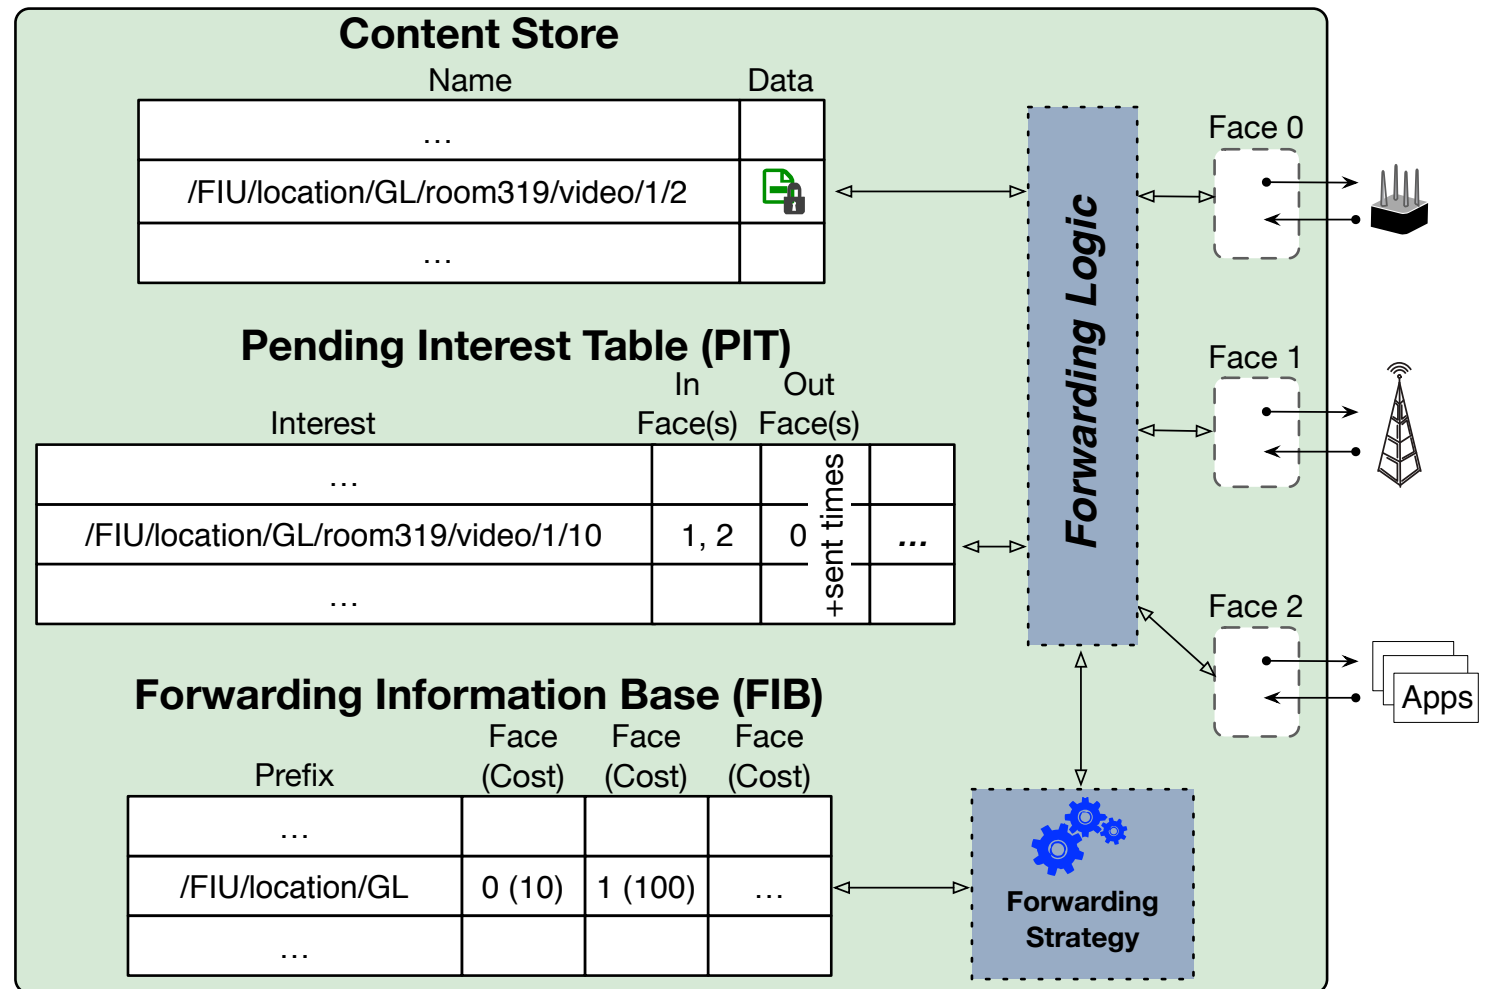 Content Store
Name Data
...
/FIU/location/GL/room319/video/1/2
...
Pending Interest Table (PIT)
In Out
Interest Face(s) Face(s)
...
/FIU/location/GL/room319/video/1/10 1, 2 0 ...
...
+sent times
Forwarding Information Base (FIB)
Face Face Face
Prefix (Cost) (Cost) (Cost)
...
/FIU/location/GL 0 (10) 1 (100) ...
...
Forwarding Logic
Forwarding
Strategy
Face 0
Face 1
Face 2
Apps